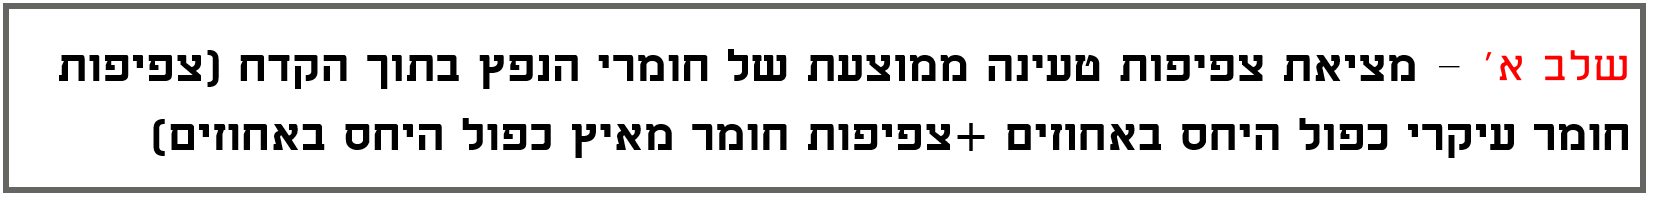 שלב א' – מציאת צפיפות טעינה ממוצעת של חומרי הנפץ בתוך הקדח (צפיפות
חומר עיקרי כפול היחס באחוזים +צפיפות חומר מאיץ כפול היחס באחוזים)